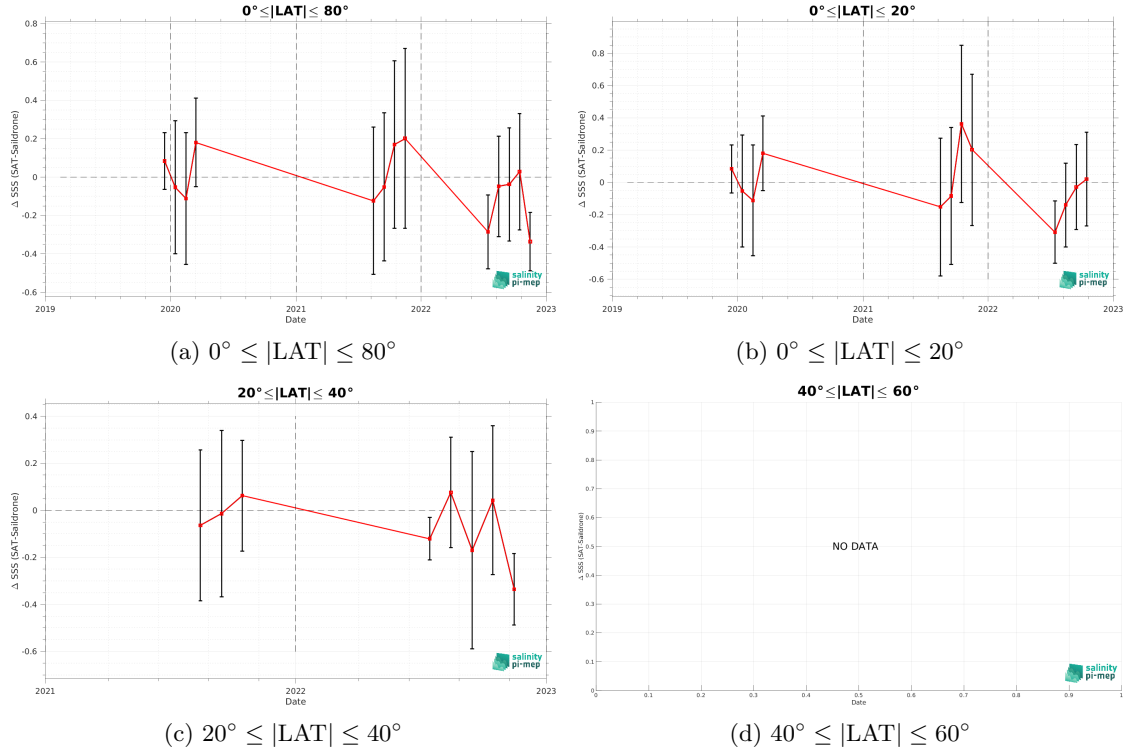 0°≤|LAT|≤ 80°
Δ SSS (SAT-Saildrone)
0.8
0.6
0.4
0.2
0
-0.2
-0.4
-0.6
2019
2020
2021
2022
2023
Date
salinity
pi-mep
(a) 0° ≤ |LAT| ≤ 80°
0°≤|LAT|≤ 20°
Δ SSS (SAT-Saildrone)
0.8
0.6
0.4
0.2
0
-0.2
-0.4
-0.6
2019
2020
2021
2022
2023
Date
salinity
pi-mep
(b) 0° ≤ |LAT| ≤ 20°
20°≤|LAT|≤ 40°
Δ SSS (SAT-Saildrone)
0.4
0.2
0
-0.2
-0.4
-0.6
2021
2022
2023
Date
salinity
pi-mep
(c) 20° ≤ |LAT| ≤ 40°
40°≤|LAT|≤ 60°
Δ SSS (SAT-Saildrone)
1
0.9
0.8
0.7
0.6
0.5
0.4
0.3
0.2
0.1
0
NO DATA
0
0.1
0.2
0.3
0.4
0.5
0.6
0.7
0.8
0.9
1
Date
salinity
pi-mep
(d) 40° ≤ |LAT| ≤ 60°